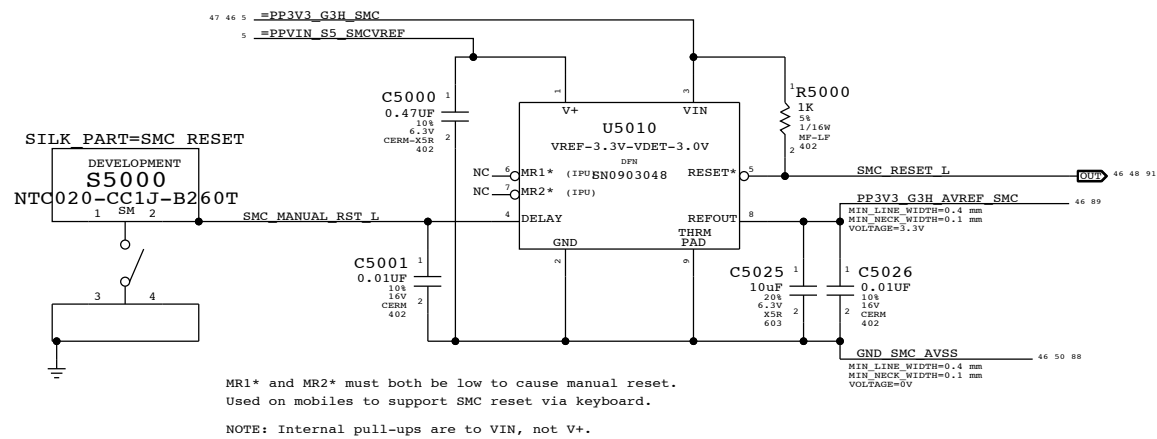 47 46 5 =PP3V3_G3H_SMC
5 =PPVIN_S5_SMCVREF
C5000
0.47UF
10%
6.3V
CERM-X5R
402
1
2
1
V+
3
VIN
U5010
VREF-3.3V-VDET-3.0V
DFN
SN0903048
NC 6 MR1* (IPU)
NC 7 MR2* (IPU)
4 DELAY
RESET* 5
REFOUT 8
THRM
PAD
GND
2
9
1
R5000
1K
5%
1/16W
MF-LF
402
2
SMC_RESET_L OUT 46 48 91
PP3V3_G3H_AVREF_SMC 46 89
MIN_LINE_WIDTH=0.4 mm
MIN_NECK_WIDTH=0.1 mm
VOLTAGE=3.3V
SILK_PART=SMC_RESET
DEVELOPMENT
S5000
NTC020-CC1J-B260T
1 SM 2
SMC_MANUAL_RST_L
3 4
C5001
0.01UF
10%
16V
CERM
402
1
2
C5025
10uF
20%
6.3V
X5R
603
1
2
C5026
0.01UF
10%
16V
CERM
402
1
2
GND_SMC_AVSS 46 50 88
MIN_LINE_WIDTH=0.4 mm
MIN_NECK_WIDTH=0.1 mm
VOLTAGE=0V
MR1* and MR2* must both be low to cause manual reset.
Used on mobiles to support SMC reset via keyboard.
NOTE: Internal pull-ups are to VIN, not V+.